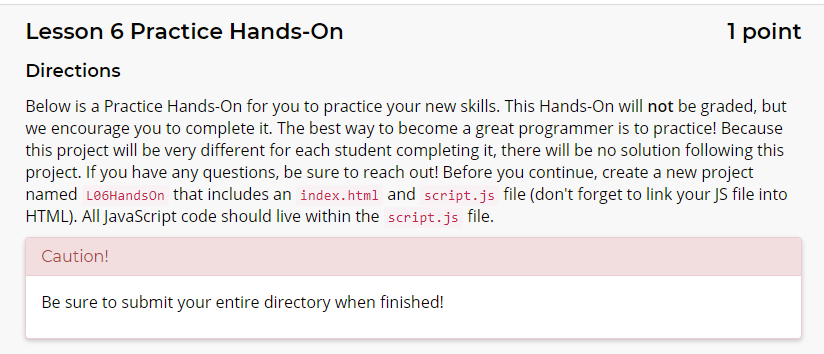 Lesson 6 Practice Hands-On 1 point
Directions
Below is a Practice Hands-On for you to practice your new skills. This Hands-On will not be graded, but
we encourage you to complete it. The best way to become a great programmer is to practice! Because
this project will be very different for each student completing it, there will be no solution following this
project. If you have any questions, be sure to reach out! Before you continue, create a new project
named L06HandsOn that includes an index.html and script.js file (don't forget to link your JS file into
HTML). All JavaScript code should live within the script.js file.
Caution!
Be sure to submit your entire directory when finished!